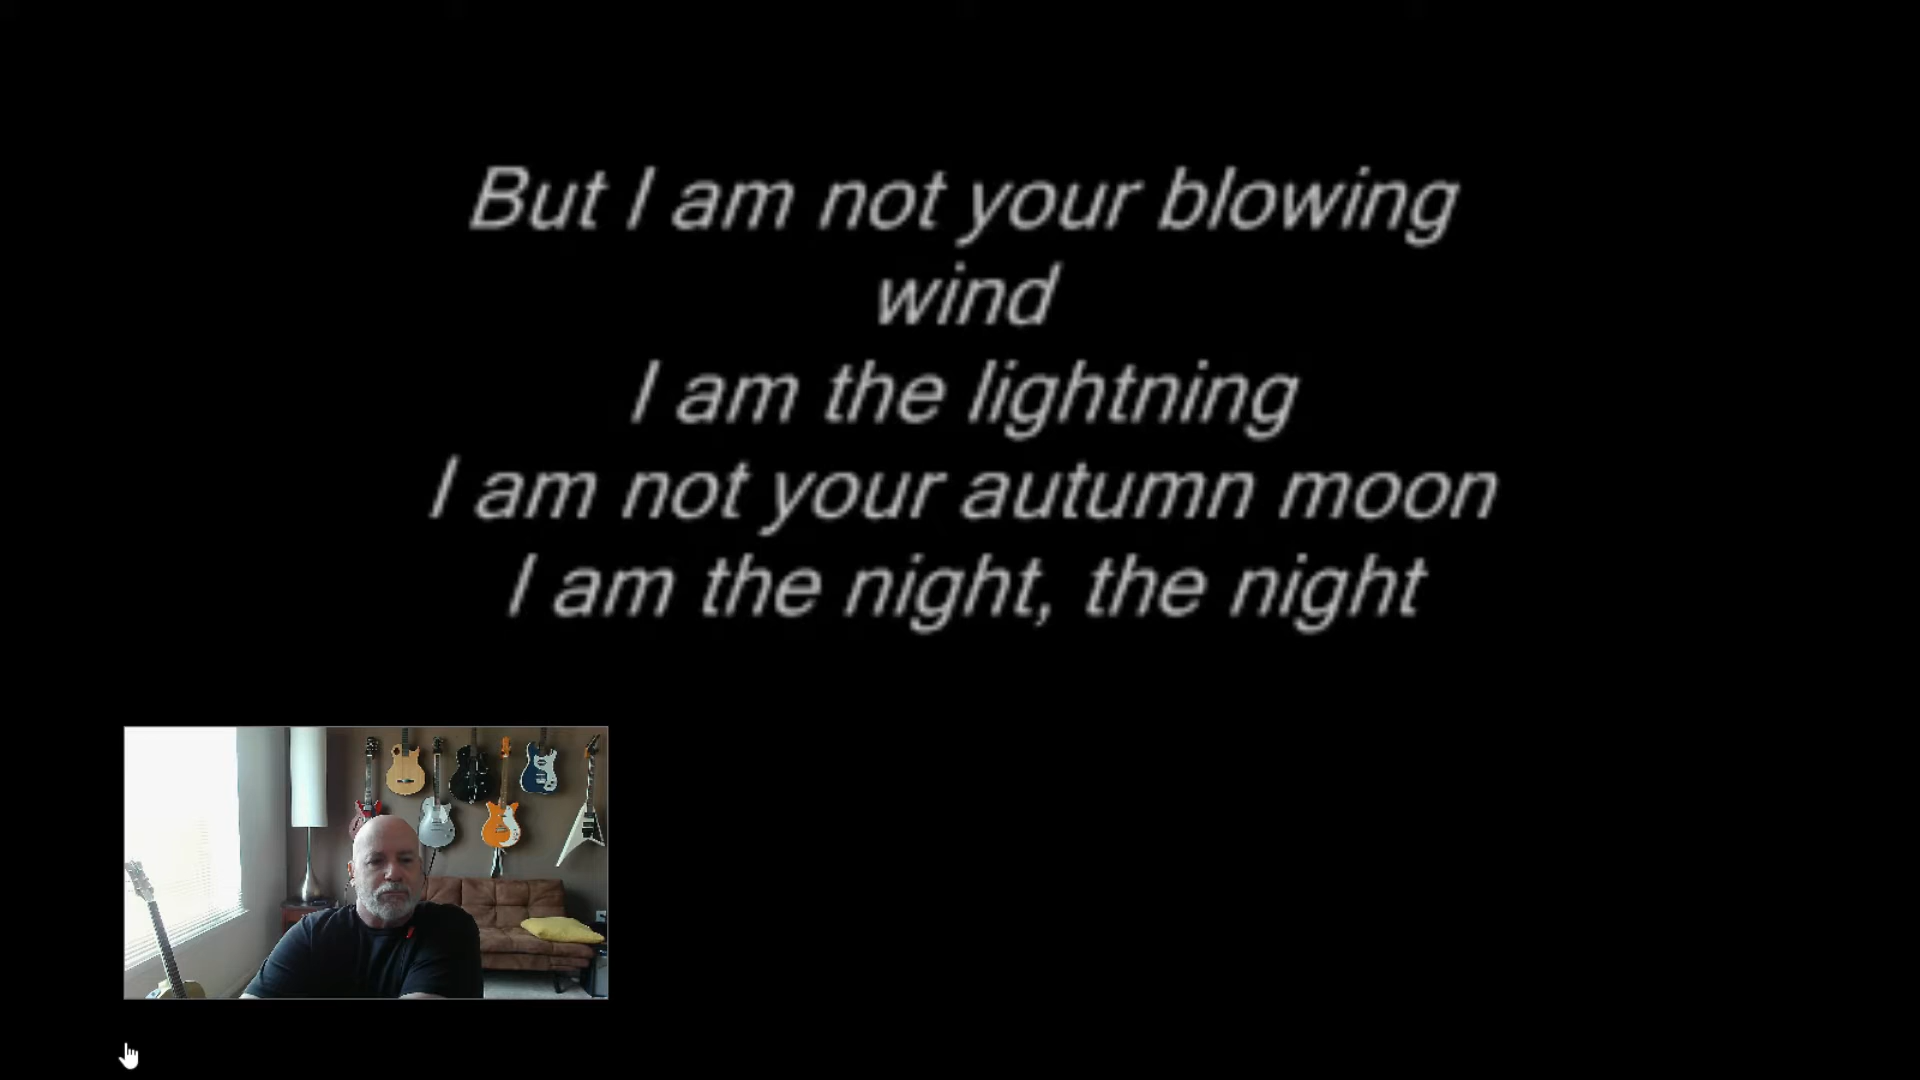 But I am not your blowing
wind
I am the lightning
I am not your autumn moon
I am the night, the night